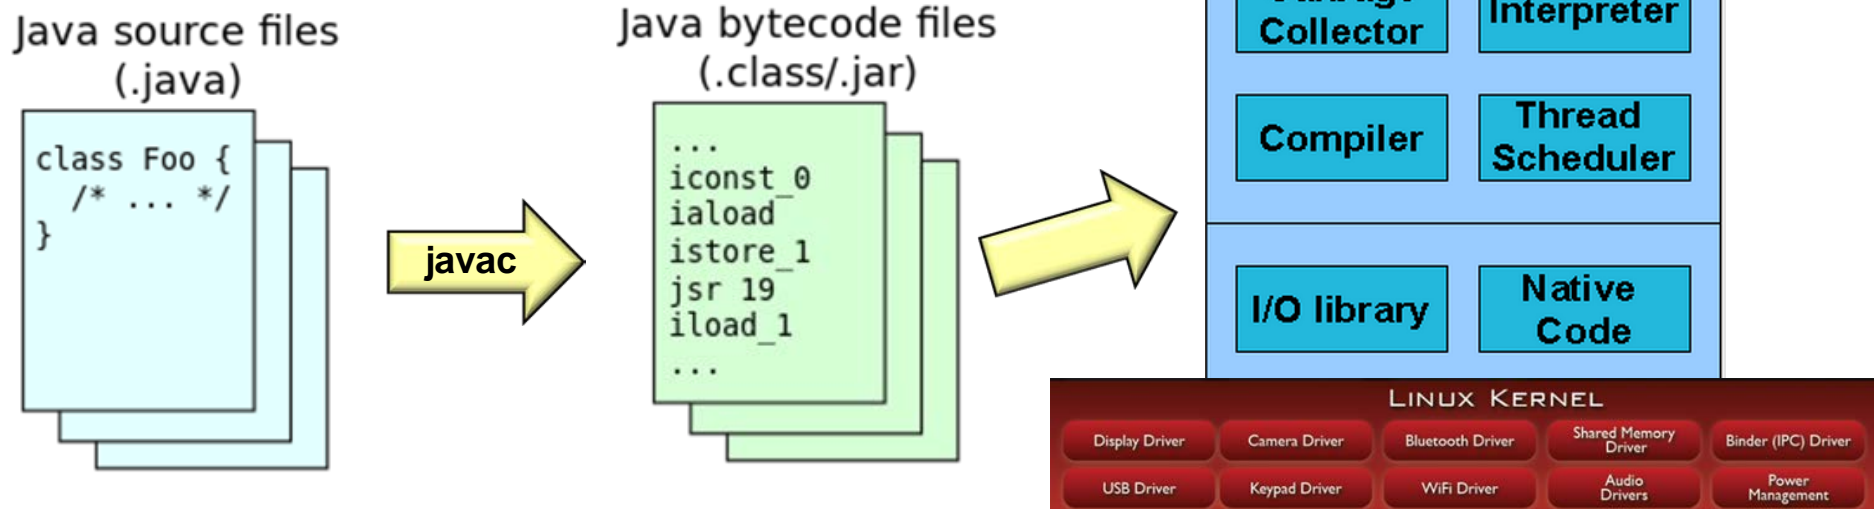 Java source files
(.java)
class Foo {
/* ... */
}
javac
Java bytecode files
(.class/.jar)
...
iconst_0
iaload
istore_1
jsr 19
iload_1
...
Collector
Interpreter
Compiler
Thread
Scheduler
I/O library
Native
Code
LINUX KERNEL
Display Driver
Camera Driver
Bluetooth Driver
Shared Memory
Driver
Binder (IPC) Driver
USB Driver
Keypad Driver
WiFi Driver
Audio
Drivers
Power
Management